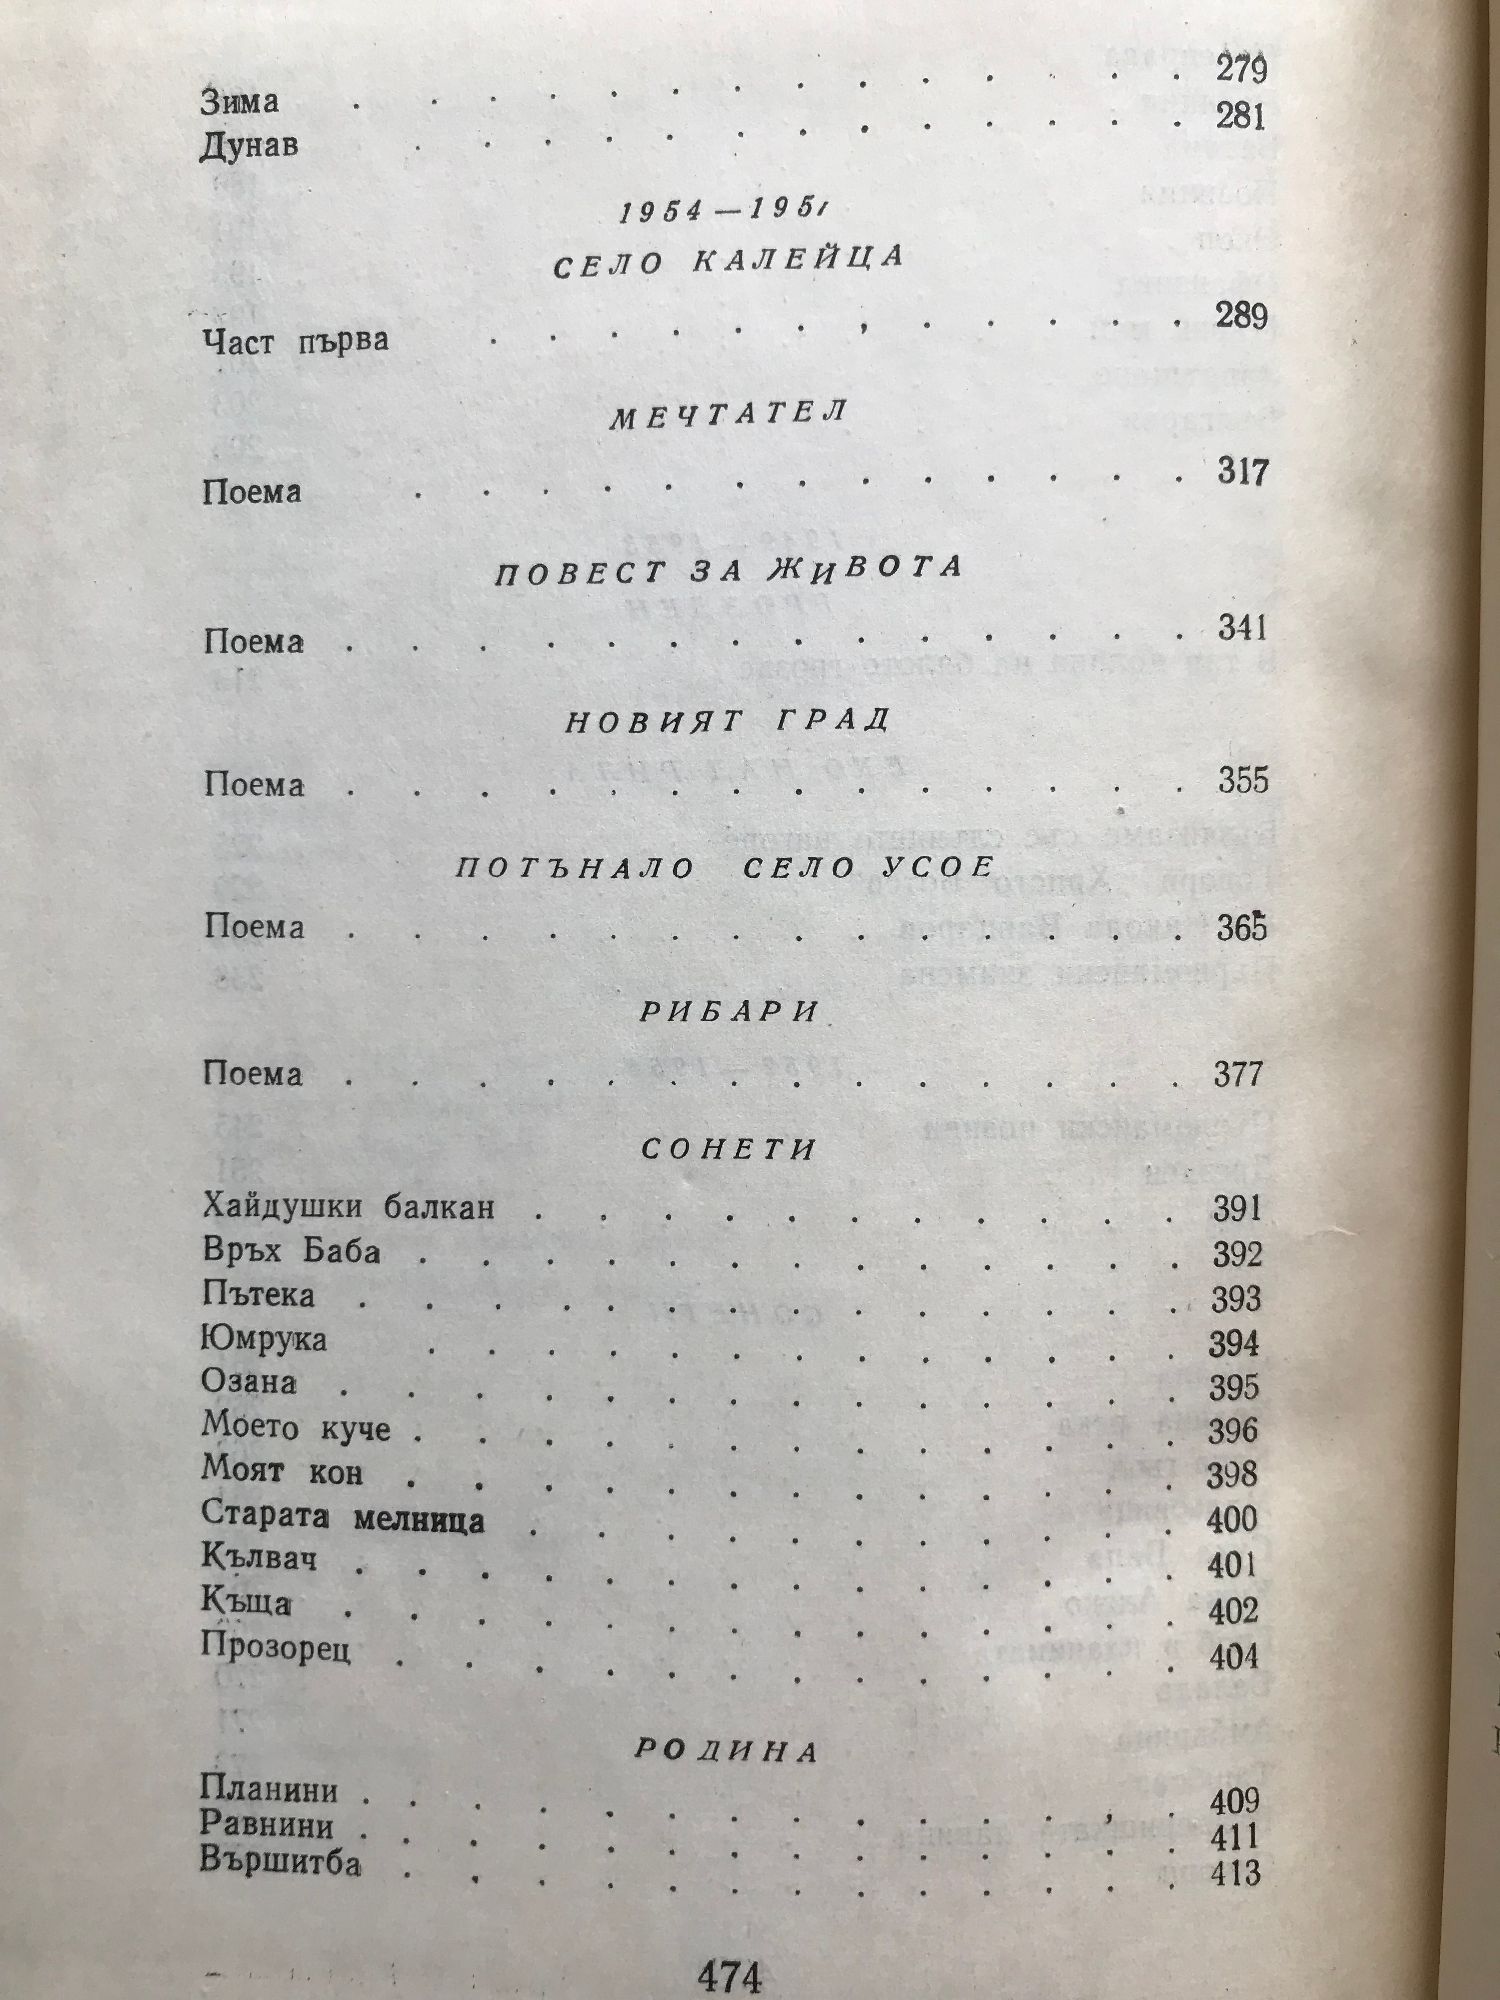 Зима . . . . . . . . . . . . . 279
Дунав . . . . . . . . . . . . 281
1954 —
СЕЛО КАЛЕЙЦА
Част първа . . . . . , . . . . . 289
МЕЧТАТЕЛ
Поема . . . . . . . . . . . . 317
ПОВЕСТ ЗА ЖИВОТА
Поема . . . . . . . . . . . . . 341
НОВИЯТ ГРАД
Поема . . . . . . . . . . . . . 355
ПОТЪНАЛО СЕЛО УСОЕ
Поема . . . . . . . . . . . . . 365
РИБАРИ
Поема . . . . . . . . . . . . . 377
СОНЕТИ
Хайдушки балкан . . . . . . . . . . . 391
Връх Баба . . . . . . . . . . . . 392
Пътека . . . . . . . . . . . . . 393
Юмрука . . . . . . . . . . . . 394
Озана . . . . . . . . . . . . . 395
Моето куче . . . . . . . . . . . . 396
Моят кон . . . . . . . . . . . . 398
Старата мелница . . . . . . . . . . . 400
Кълвач . . . . . . . . . . . . . 401
Къща . . . . . . . . . . . . . 402
Прозорец . . . . . . . . . . . . 404
РОДИНА
Планини . . . . . . . . . . . , . 409
Равнини . . . . . . . . . . . . . 411
Вършитба . . . . . . . . . . . . 413
474